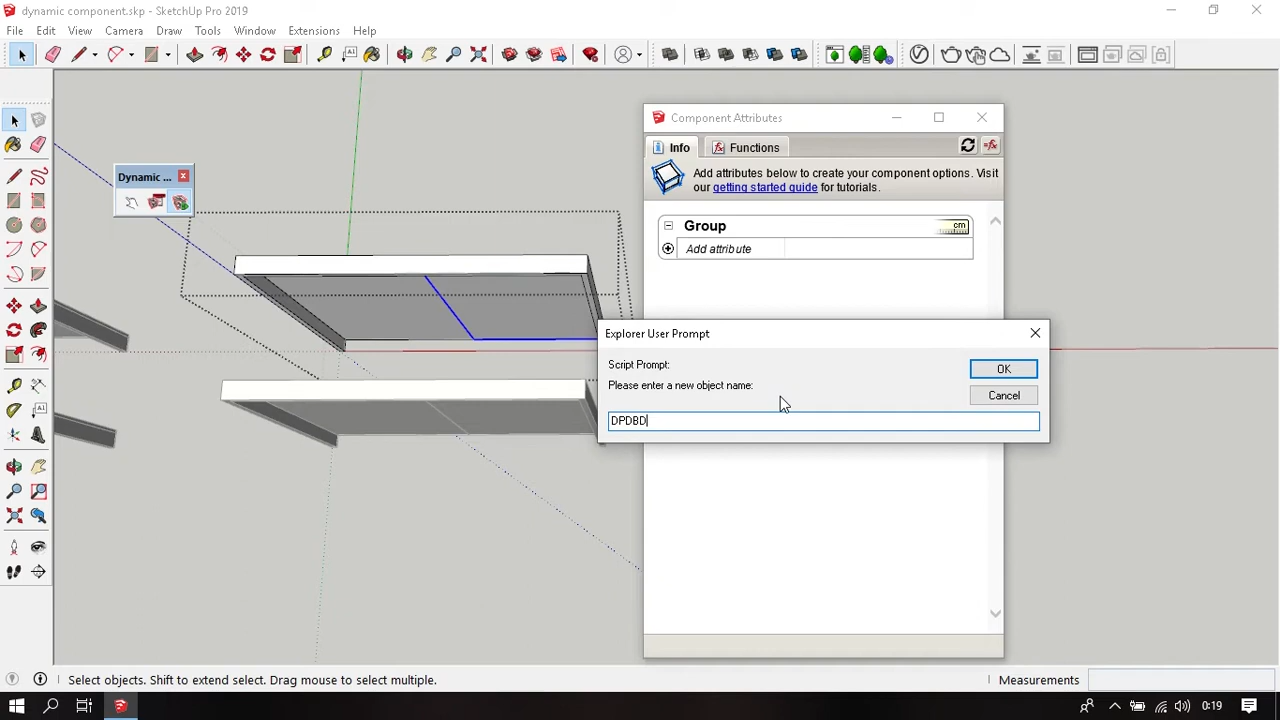 dynamic component.skp - SketchUp Pro 2019
File Edit View Camera Draw Tools Window Extensions Help
Component Attributes
Info Functions
Add attributes below to create your component options. Visit
our getting started guide for tutorials.
Dynamic ...
Group cm
Add attribute
Explorer User Prompt
Script Prompt:
Please enter a new object name:
OK
Cancel
DPDBD
Select objects. Shift to extend select. Drag mouse to select multiple.
Measurements
0:19